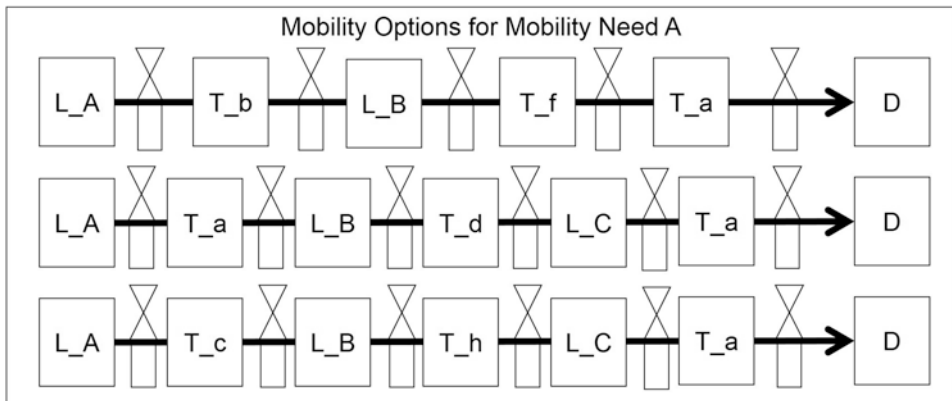 Mobility Options for Mobility Need A
L_A T_b L_B T_f T_a D
L_A T_a L_B T_d L_C T_a D
L_A T_c L_B T_h L_C T_a D